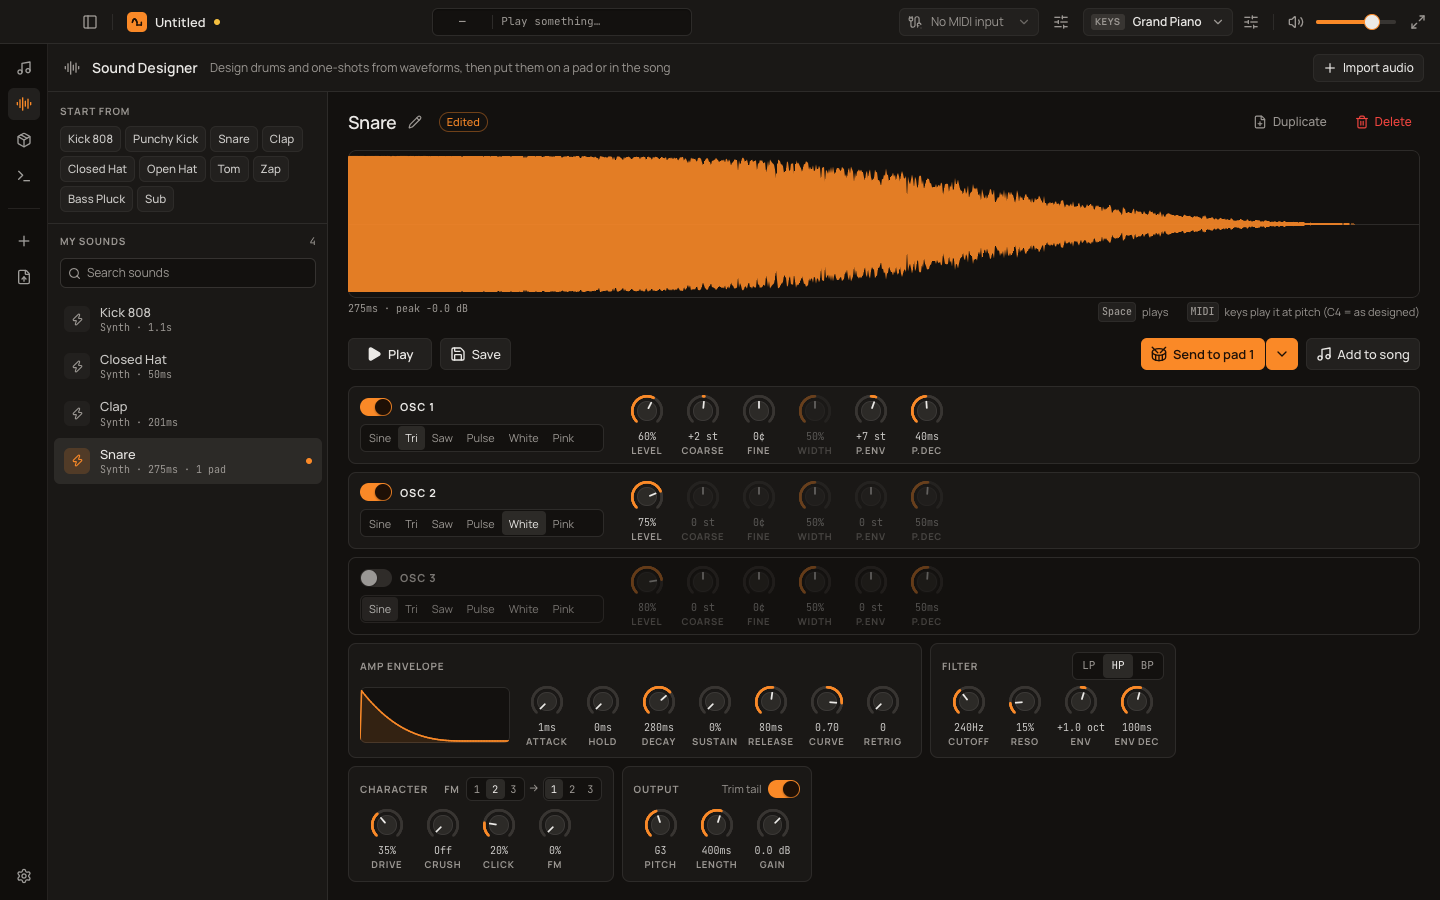 Untitled
– Play something…
No MIDI input
KEYS Grand Piano
Sound Designer Design drums and one-shots from waveforms, then put them on a pad or in the song
Import audio
START FROM
Kick 808 Punchy Kick Snare Clap
Closed Hat Open Hat Tom Zap
Bass Pluck Sub
MY SOUNDS 4
Search sounds
Kick 808
Synth · 1.1s
Closed Hat
Synth · 50ms
Clap
Synth · 201ms
Snare
Synth · 275ms · 1 pad
Snare Edited
Duplicate Delete
275ms · peak -0.0 dB
Space plays MIDI keys play it at pitch (C4 = as designed)
Play Save
Send to pad 1 Add to song
OSC 1
Sine Tri Saw Pulse White Pink
60% +2 st 0¢ 50% +7 st 40ms
LEVEL COARSE FINE WIDTH P.ENV P.DEC
OSC 2
Sine Tri Saw Pulse White Pink
75% 0 st 0¢ 50% 0 st 50ms
LEVEL COARSE FINE WIDTH P.ENV P.DEC
OSC 3
Sine Tri Saw Pulse White Pink
80% 0 st 0¢ 50% 0 st 50ms
LEVEL COARSE FINE WIDTH P.ENV P.DEC
AMP ENVELOPE
1ms 0ms 280ms 0% 80ms 0.70 0
ATTACK HOLD DECAY SUSTAIN RELEASE CURVE RETRIG
FILTER LP HP BP
240Hz 15% +1.0 oct 100ms
CUTOFF RESO ENV ENV DEC
CHARACTER FM 1 2 3 → 1 2 3
35% Off 20% 0%
DRIVE CRUSH CLICK FM
OUTPUT Trim tail
G3 400ms 0.0 dB
PITCH LENGTH GAIN